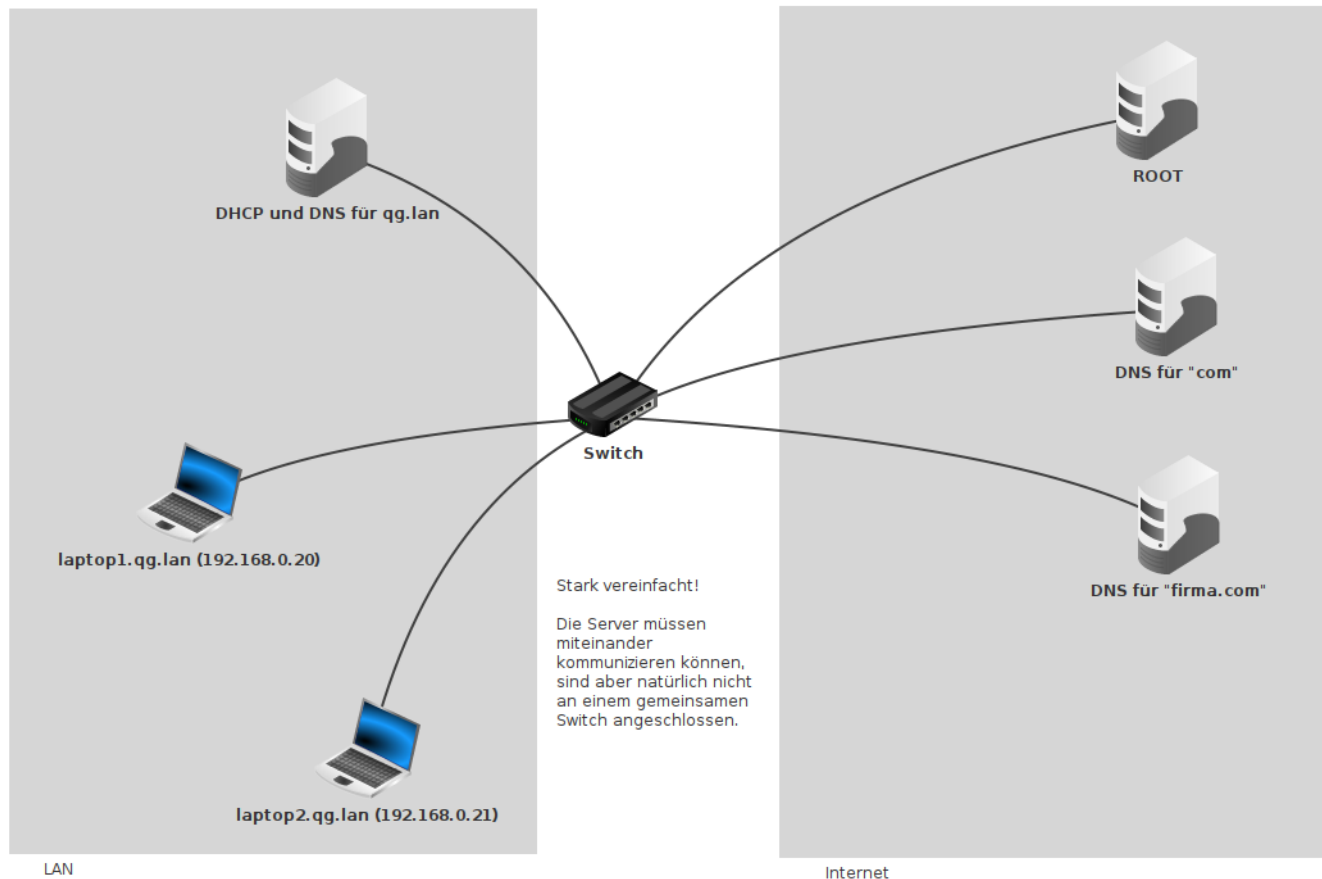 DHCP und DNS für qg.lan
ROOT
DNS für "com"
Switch
laptop1.qg.lan (192.168.0.20)
DNS für "firma.com"
Stark vereinfacht!
Die Server müssen
miteinander
kommunizieren können,
sind aber natürlich nicht
an einem gemeinsamen
Switch angeschlossen.
laptop2.qg.lan (192.168.0.21)
LAN
Internet